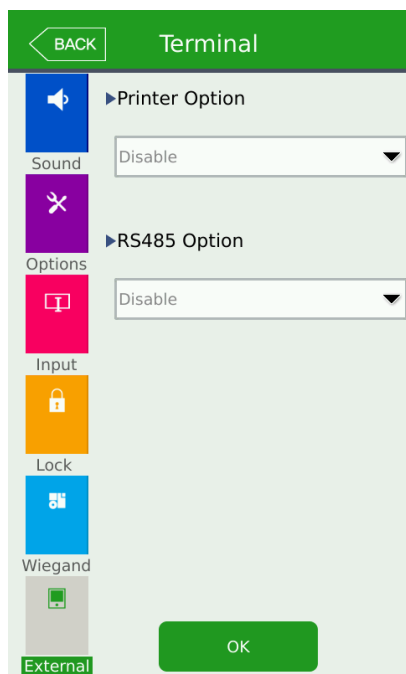 BACK Terminal
▶Printer Option
Disable
Sound
▶RS485 Option
Options
Disable
Input
Lock
Wiegand
OK
External